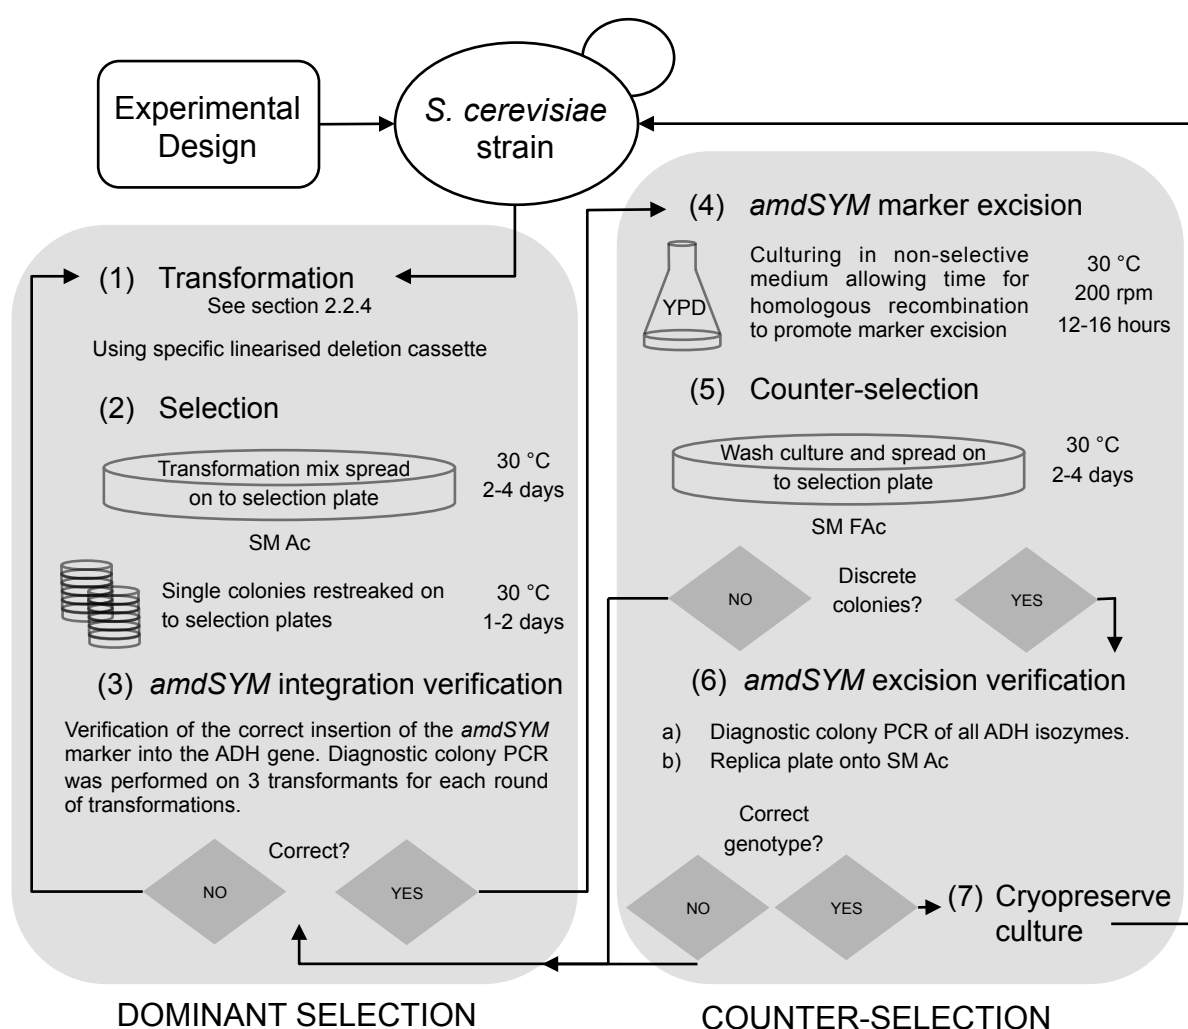 Experimental
Design
S. cerevisiae
strain
(1) Transformation
See section 2.2.4
Using specific linearised deletion cassette
(2) Selection
Transformation mix spread
on to selection plate
30 °C
2-4 days
SM Ac
Single colonies restreaked on
to selection plates
30 °C
1-2 days
(3) amdSYM integration verification
Verification of the correct insertion of the amdSYM
marker into the ADH gene. Diagnostic colony PCR
was performed on 3 transformants for each round
of transformations.
Correct?
NO
YES
DOMINANT SELECTION
(4) amdSYM marker excision
YPD
Culturing in non-selective
medium allowing time for
homologous recombination
to promote marker excision
30 °C
200 rpm
12-16 hours
(5) Counter-selection
Wash culture and spread on
to selection plate
30 °C
2-4 days
SM FAc
Discrete
colonies?
NO
YES
(6) amdSYM excision verification
a) Diagnostic colony PCR of all ADH isozymes.
b) Replica plate onto SM Ac
Correct
genotype?
NO
YES
(7) Cryopreserve
culture
COUNTER-SELECTION